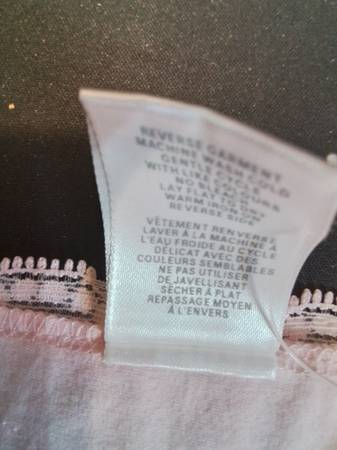 REVERSE GARMENT
MACHINE WASH COLD
GENTLE CYCLE
WITH LIKE COLOURS
NO BLEACH
LAY FLAT TO DRY
WARM IRON ON
REVERSE SIDE
VÊTEMENT RENVERSE
LAVER À LA MACHINE À
L'EAU FROIDE AU CYCLE
DÉLICAT AVEC DES
COULEURS SEMBLABLES
NE PAS UTILISER
DE JAVELLISANT
SÉCHER À PLAT
REPASSAGE MOYEN
À L'ENVERS